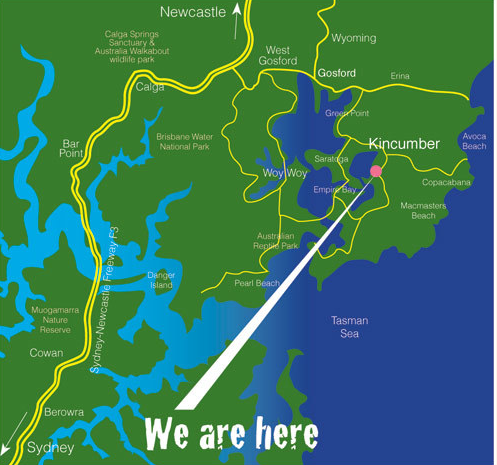 Newcastle
Calga Springs
Sanctuary &
Australia Walkabout
wildlife park
West
Gosford
Wyoming
Gosford
Erina
Calga
Green Point
Avoca
Beach
Bar
Point
Brisbane Water
National Park
Kincumber
Saratoga
Woy Woy
Empire Bay
Copacabana
Macmasters
Beach
Australian
Reptile Park
Sydney-Newcastle Freeway F3
Danger
Island
Pearl Beach
Muogamarra
Nature
Reserve
Tasman
Sea
Cowan
Berowra
We are here
Sydney